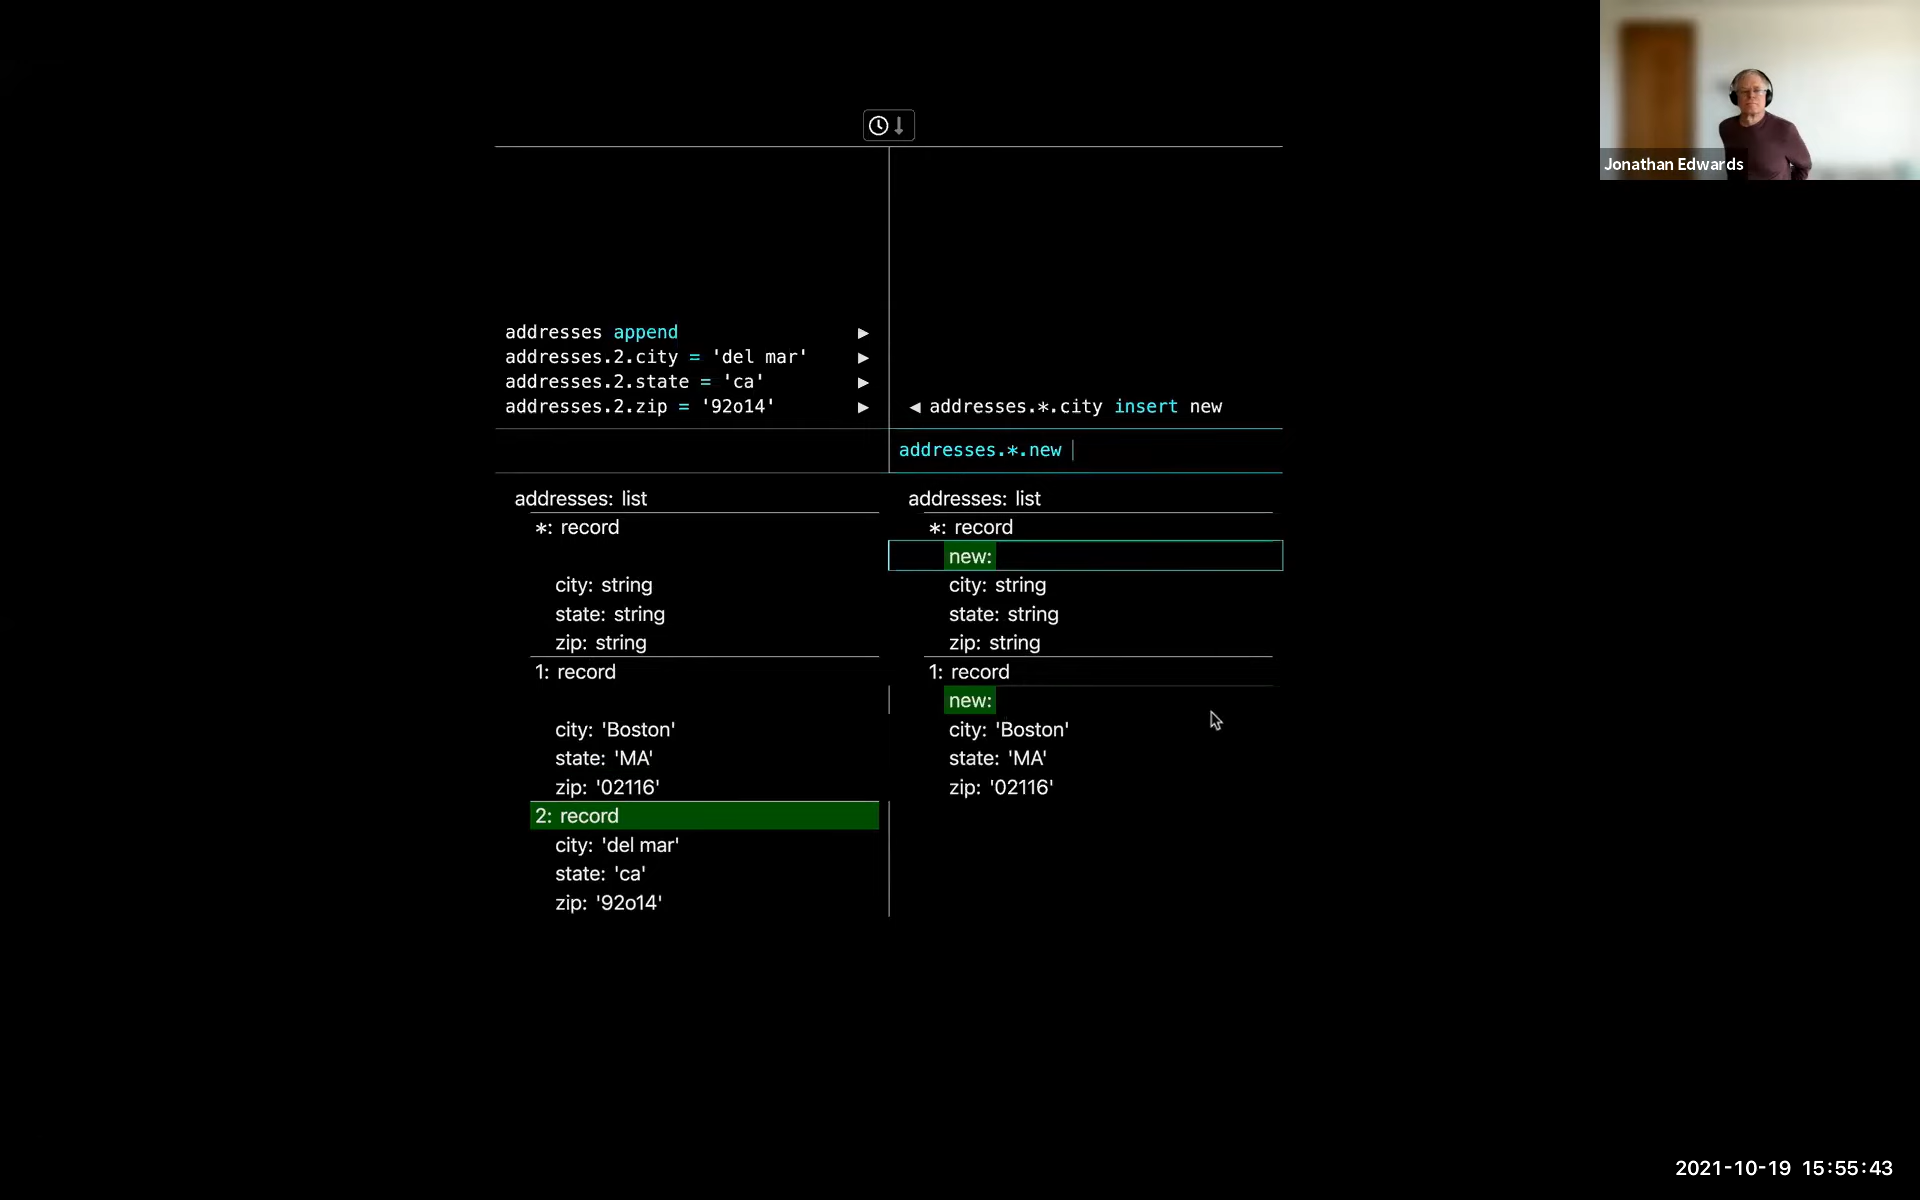 Jonathan Edwards
addresses append ▶
addresses.2.city = 'del mar' ▶
addresses.2.state = 'ca' ▶
addresses.2.zip = '92o14' ▶
◀ addresses.*.city insert new
addresses.*.new
addresses: list
*: record
city: string
state: string
zip: string
1: record
city: 'Boston'
state: 'MA'
zip: '02116'
2: record
city: 'del mar'
state: 'ca'
zip: '92o14'
addresses: list
*: record
new:
city: string
state: string
zip: string
1: record
new:
city: 'Boston'
state: 'MA'
zip: '02116'
2021-10-19 15:55:43